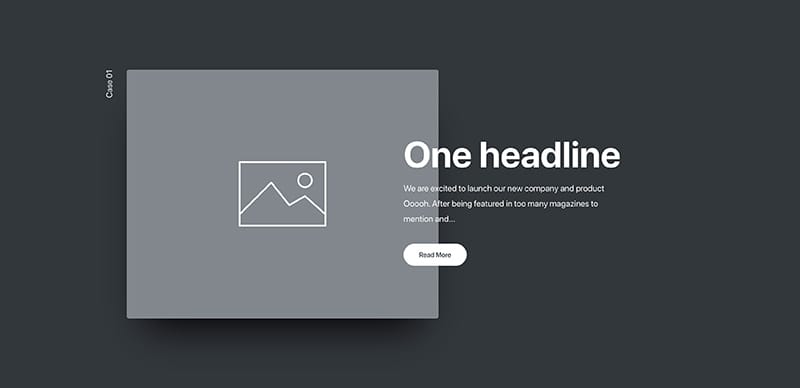 Case 01
One headline
We are excited to launch our new company and product
Ooooh. After being featured in too many magazines to
mention and...
Read More